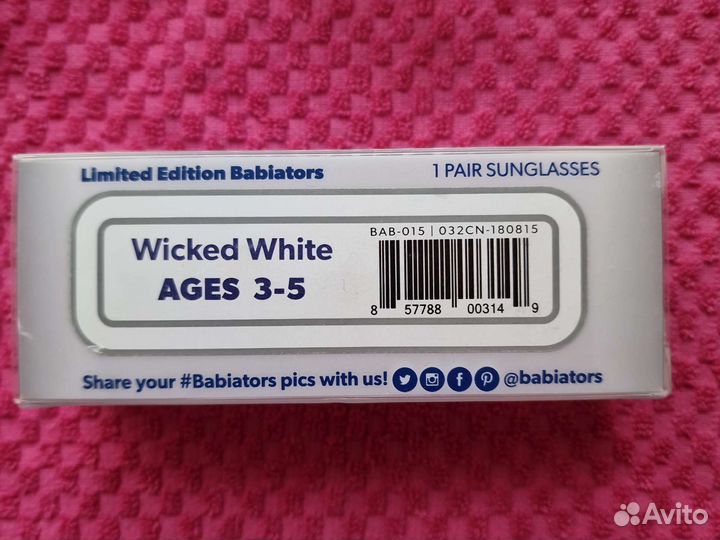 Limited Edition Babiators 1 PAIR SUNGLASSES
BAB-015 | 032CN-180815
Wicked White
AGES 3-5
8 57788 00314 9
Share your #Babiators pics with us! @babiators
Avito